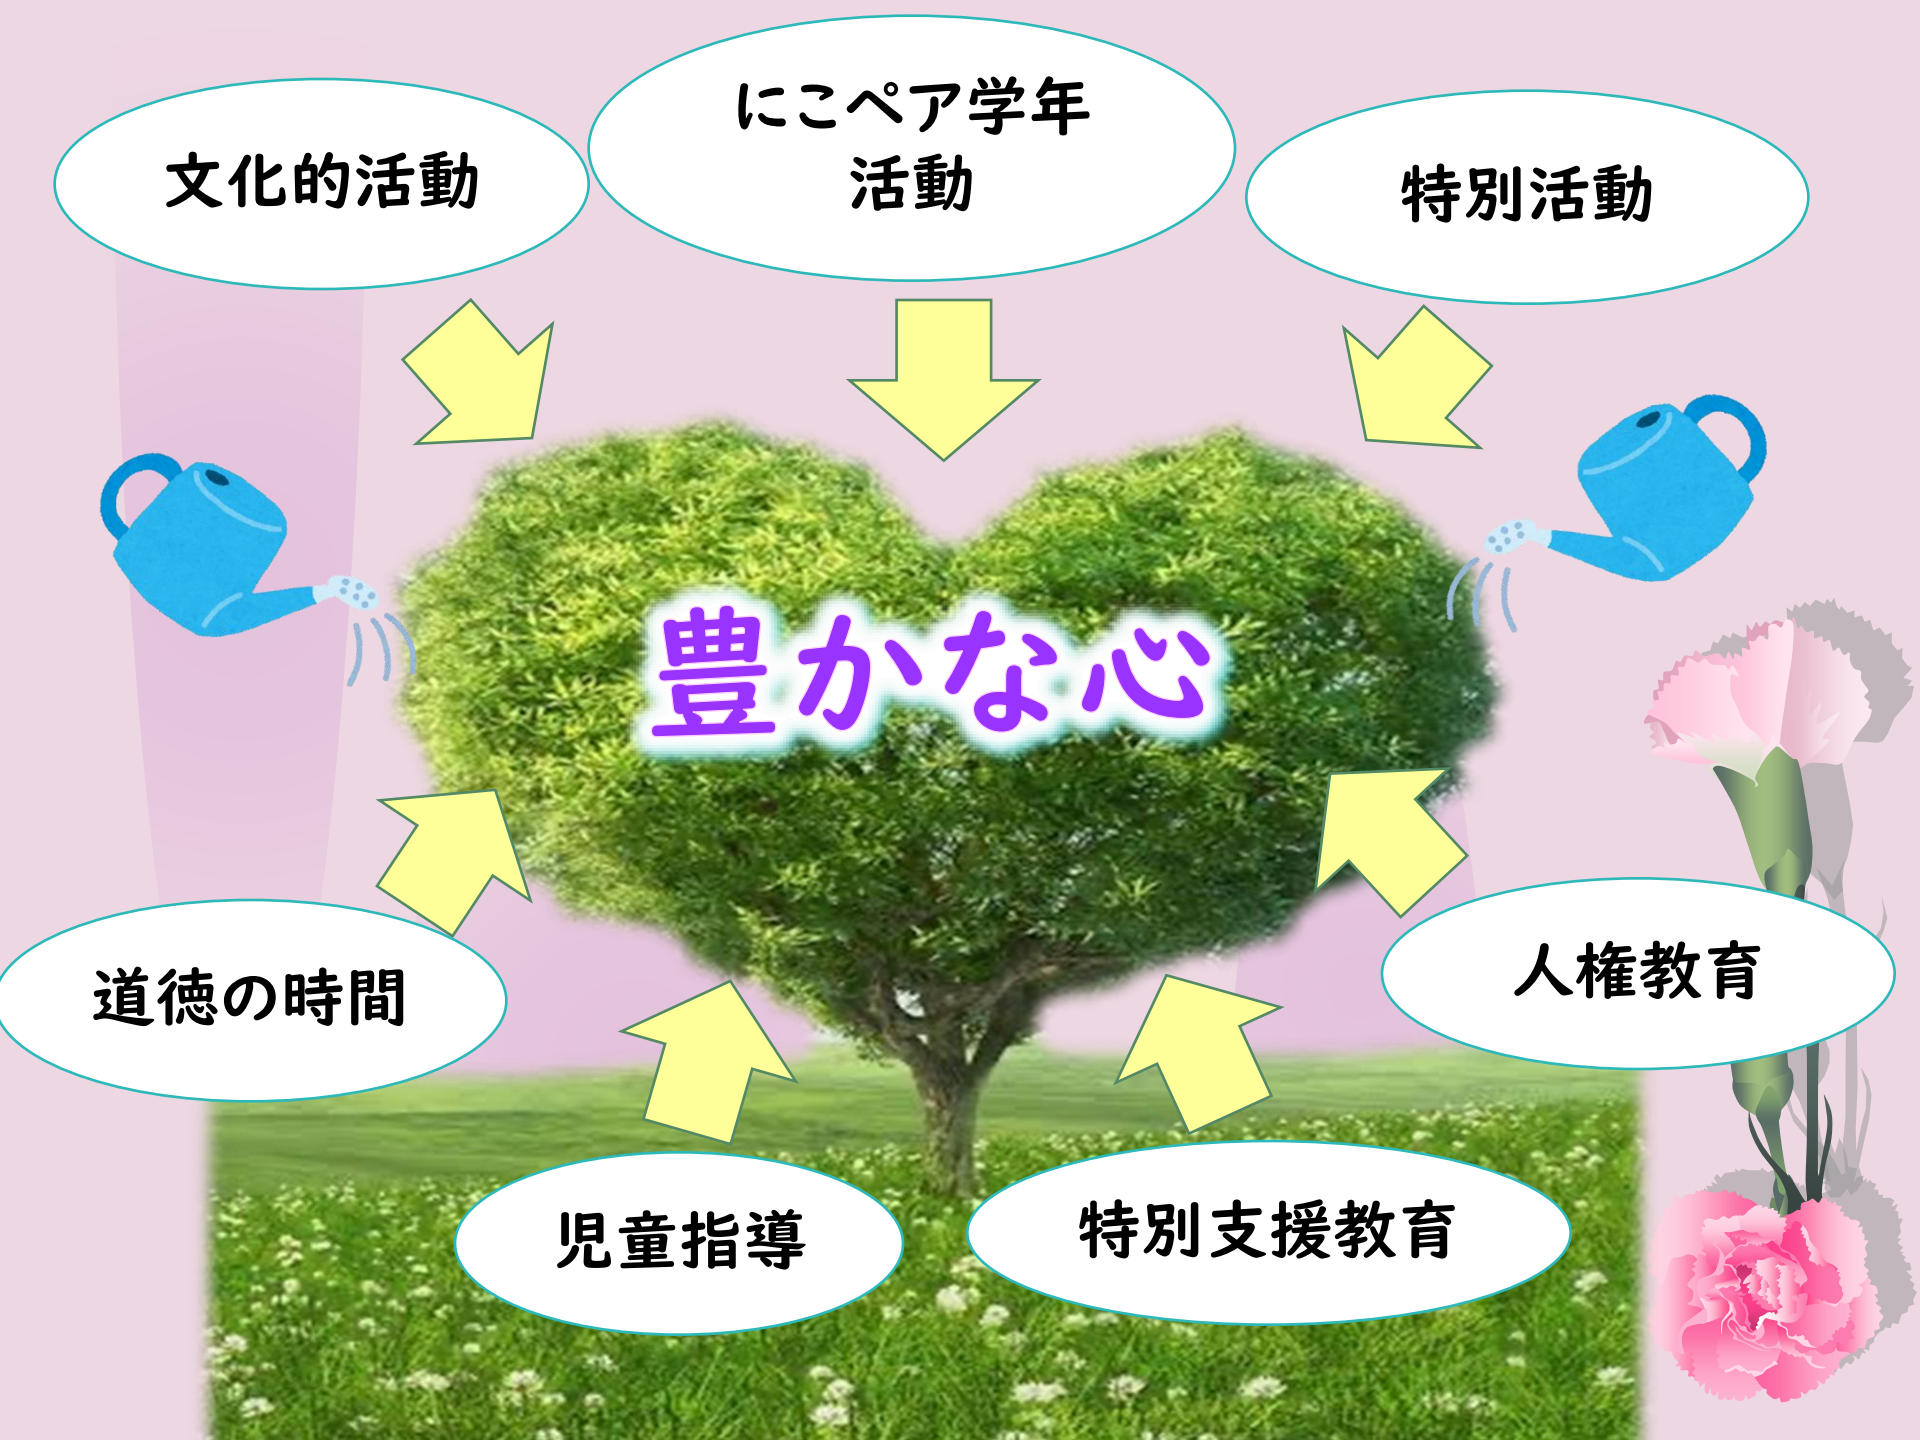 文化的活動
にこペア学年
活動
特別活動
豊かな心
道徳の時間
人権教育
児童指導
特別支援教育